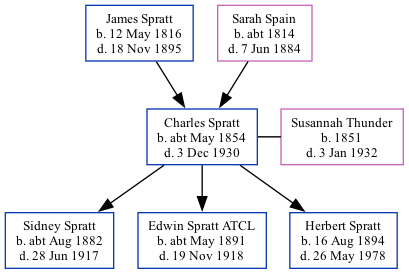 James Spratt
b. 12 May 1816
d. 18 Nov 1895
Sarah Spain
b. abt 1814
d. 7 Jun 1884
Charles Spratt
b. abt May 1854
d. 3 Dec 1930
Susannah Thunder
b. 1851
d. 3 Jan 1932
Sidney Spratt
b. abt Aug 1882
d. 28 Jun 1917
Edwin Spratt ATCL
b. abt May 1891
d. 19 Nov 1918
Herbert Spratt
b. 16 Aug 1894
d. 26 May 1978